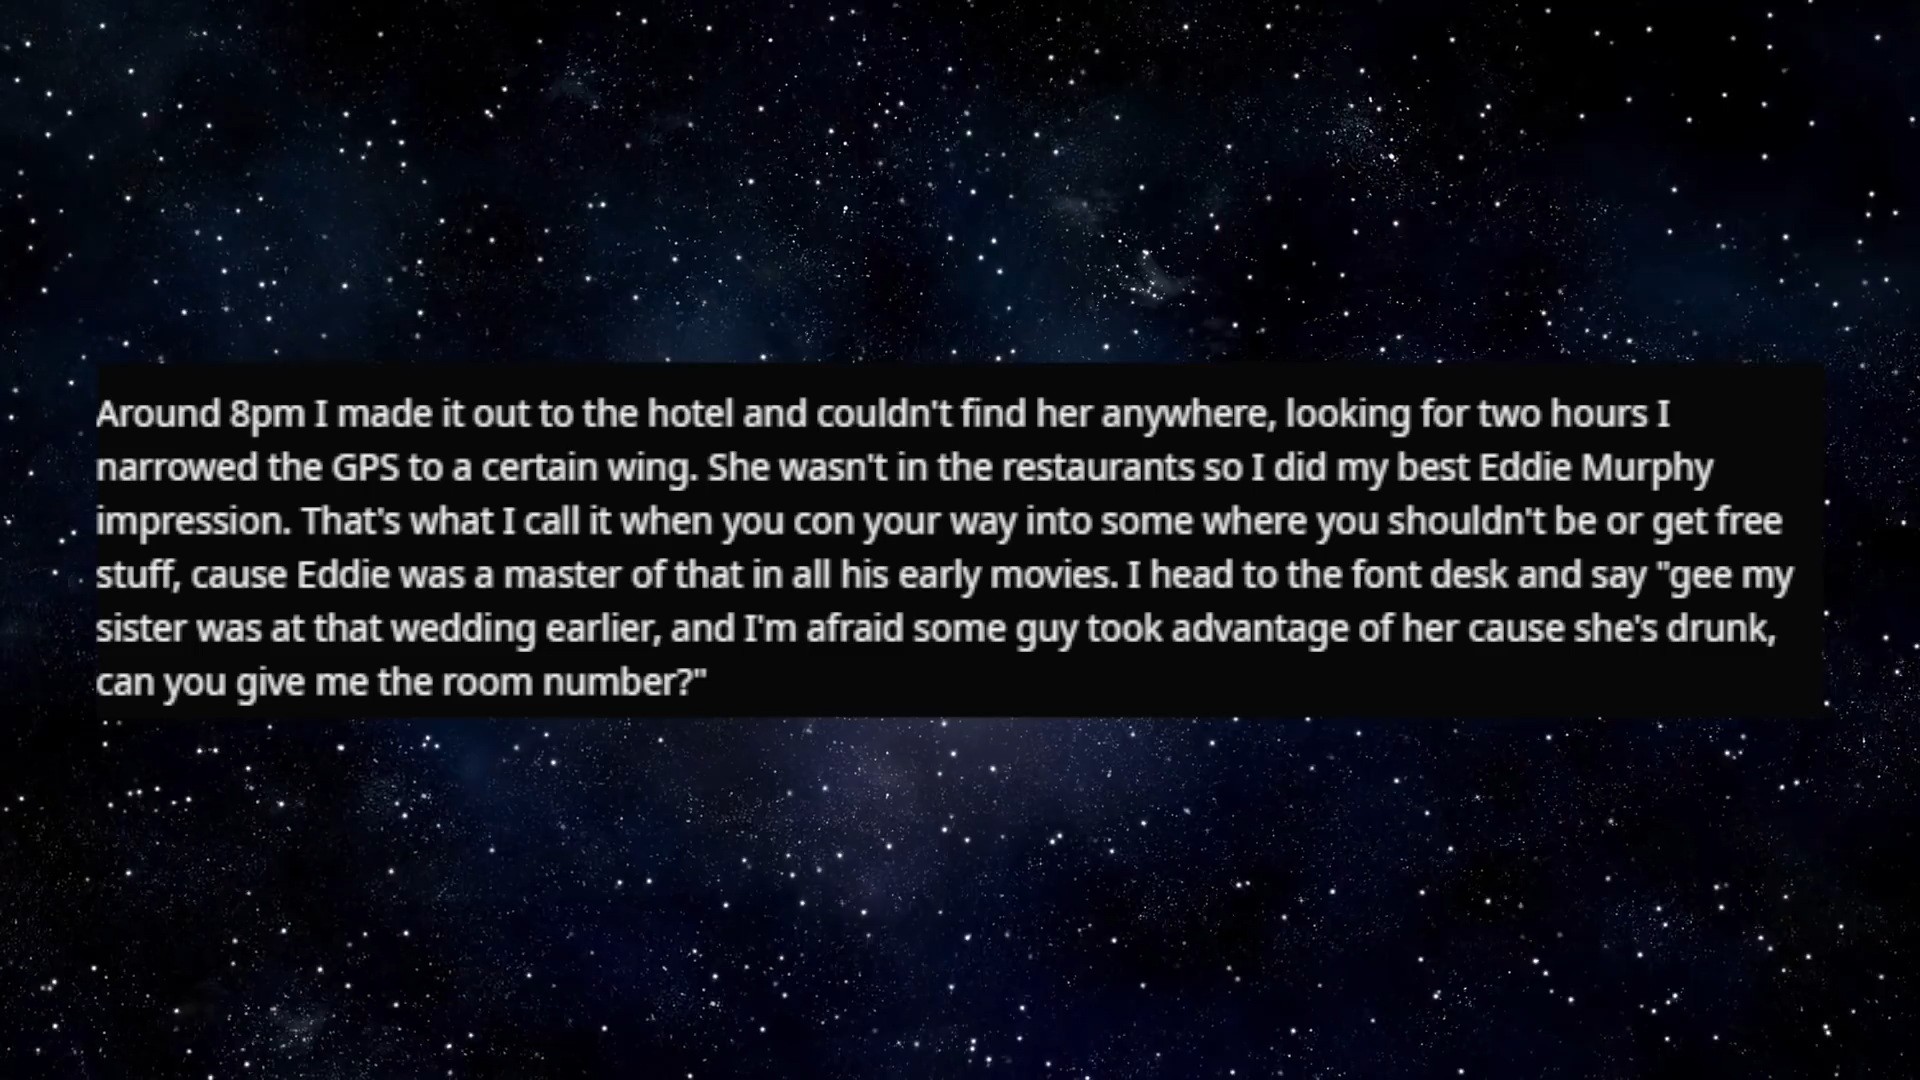 Around 8pm I made it out to the hotel and couldn't find her anywhere, looking for two hours I
narrowed the GPS to a certain wing. She wasn't in the restaurants so I did my best Eddie Murphy
impression. That's what I call it when you con your way into some where you shouldn't be or get free
stuff, cause Eddie was a master of that in all his early movies. I head to the font desk and say "gee my
sister was at that wedding earlier, and I'm afraid some guy took advantage of her cause she's drunk,
can you give me the room number?"